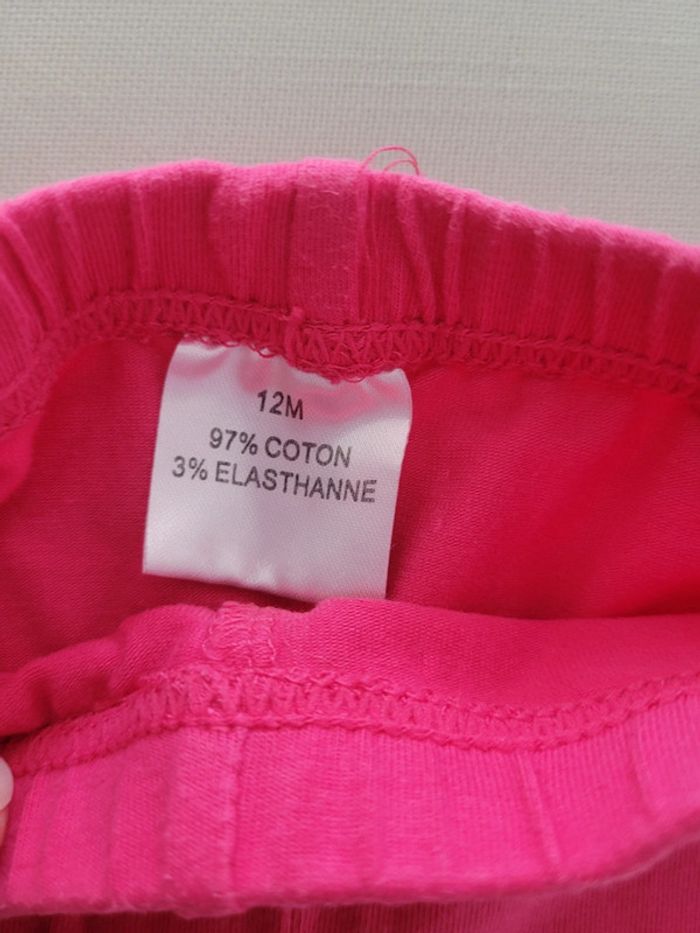 12M
97% COTON
3% ELASTHANNE